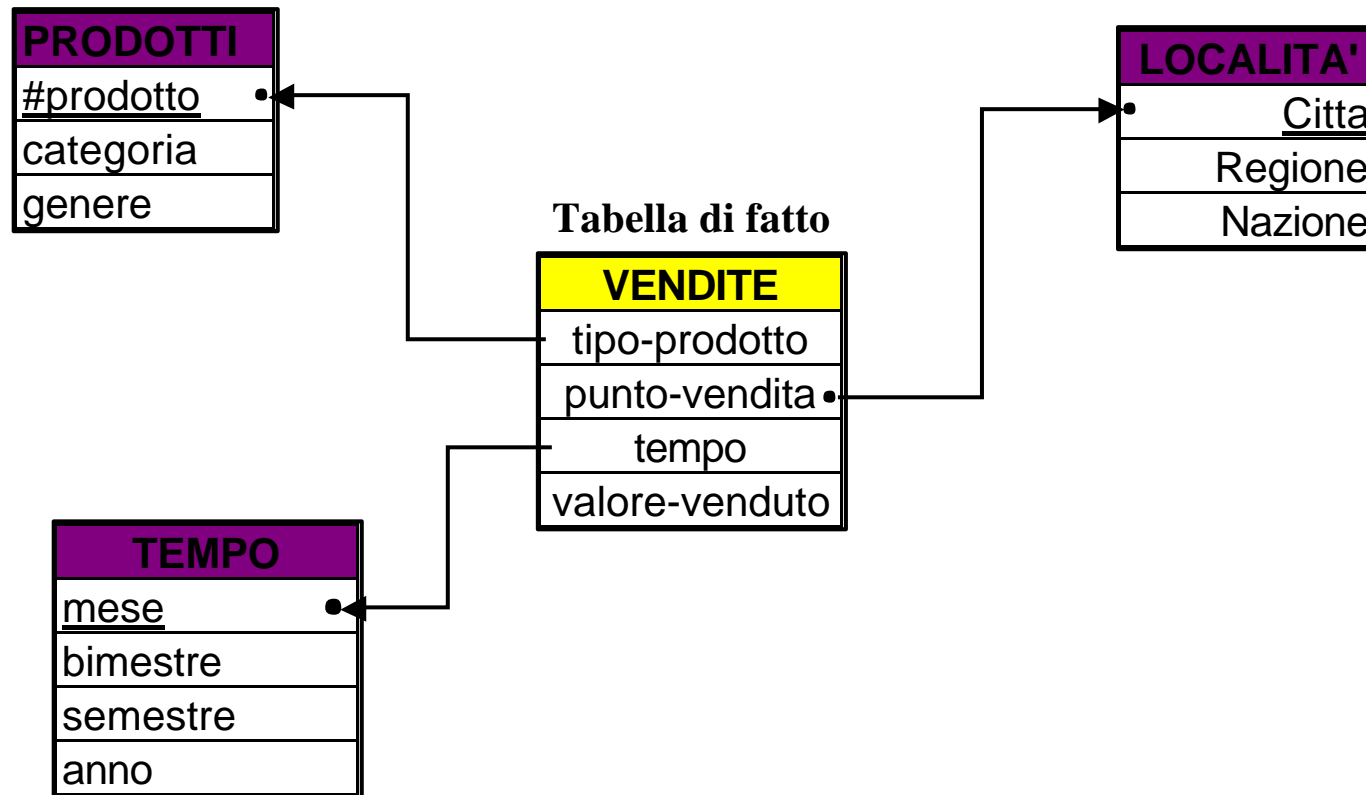 PRODOTTI
#prodotto
categoria
genere
LOCALITA'
Citta
Regione
Nazione
Tabella di fatto
VENDITE
tipo-prodotto
punto-vendita
tempo
valore-venduto
TEMPO
mese
bimestre
semestre
anno